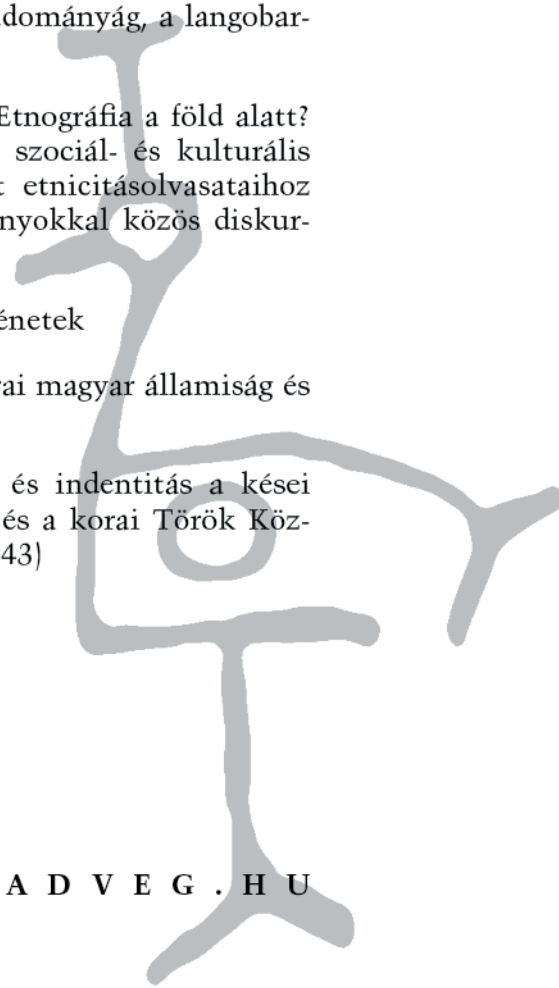 dományág, a langobar-
Etnográfia a föld alatt?
szociál- és kulturális
etnicitásolvasataihoz
nyokkal közös diskur-
énetek
ai magyar államiság és
és indentitás a kései
és a korai Török Köz-
43)
A D V E G . H U